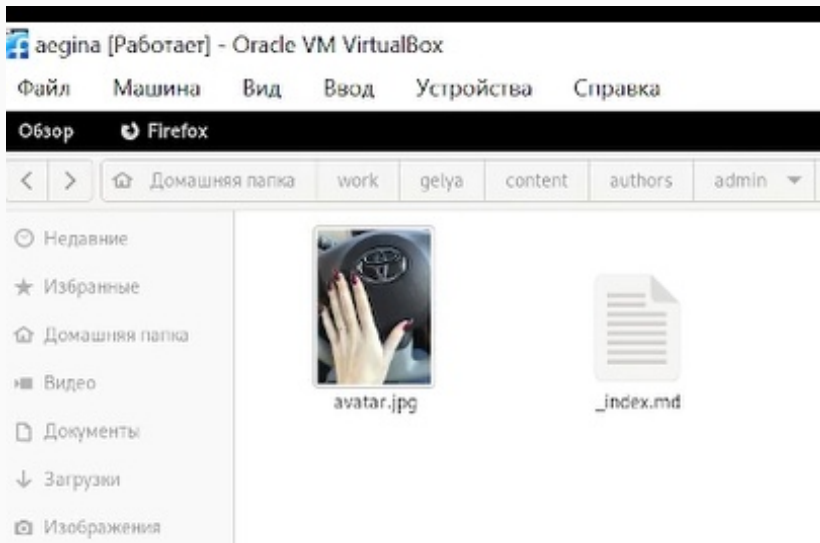 aegina [Работает] - Oracle VM VirtualBox
Файл Машина Вид Ввод Устройства Справка
Обзор Firefox
Домашняя папка work gelya content authors admin
Недавние
Избранные
Домашняя папка
Видео
Документы
Загрузки
Изображения
avatar.jpg
_index.md